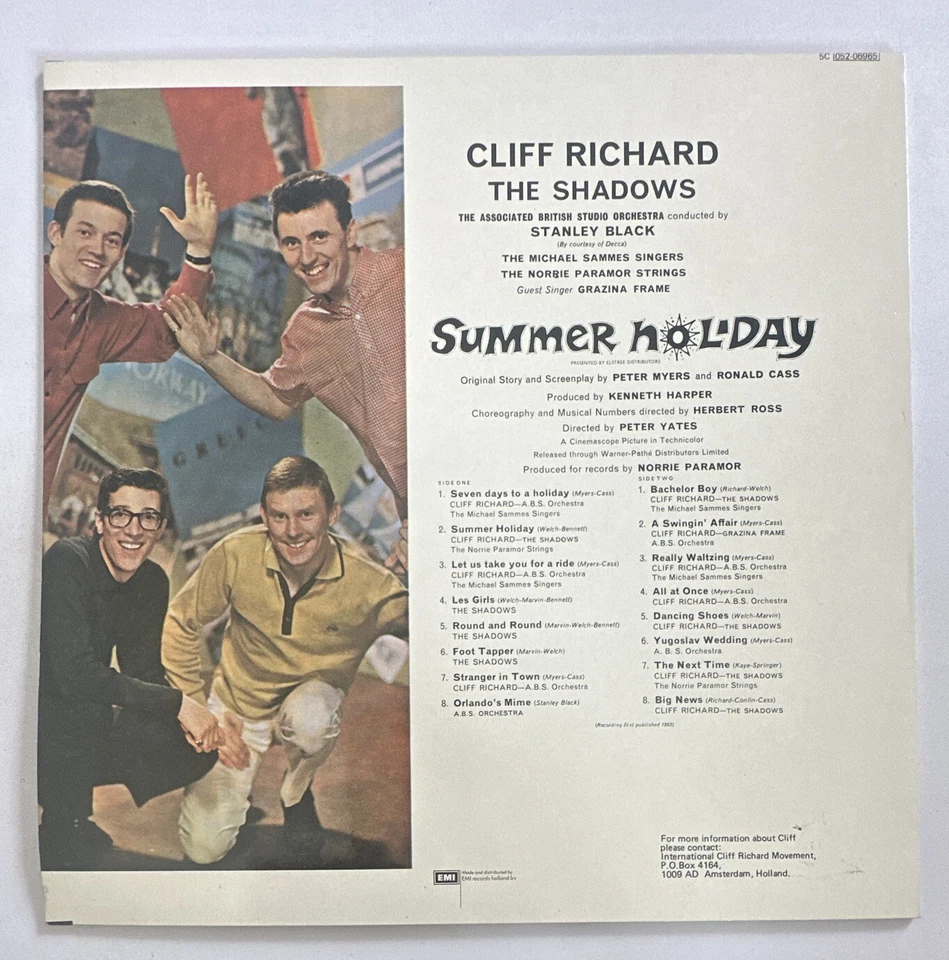 5C 052-06965
CLIFF RICHARD
THE SHADOWS
THE ASSOCIATED BRITISH STUDIO ORCHESTRA conducted by
STANLEY BLACK
(By courtesy of Decca)
THE MICHAEL SAMMES SINGERS
THE NORRIE PARAMOR STRINGS
Guest Singer GRAZINA FRAME
SUMMER HOLIDAY
PRESENTED BY ELSTREE DISTRIBUTORS
Original Story and Screenplay by PETER MYERS and RONALD CASS
Produced by KENNETH HARPER
Choreography and Musical Numbers directed by HERBERT ROSS
Directed by PETER YATES
A Cinemascope Picture in Technicolor
Released through Warner-Pathé Distributors Limited
Produced for records by NORRIE PARAMOR
SIDE ONE
1. Seven days to a holiday (Myers-Cass)
CLIFF RICHARD—A.B.S. Orchestra
The Michael Sammes Singers
2. Summer Holiday (Welch-Bennett)
CLIFF RICHARD—THE SHADOWS
The Norrie Paramor Strings
3. Let us take you for a ride (Myers-Cass)
CLIFF RICHARD—A.B.S. Orchestra
The Michael Sammes Singers
4. Les Girls (Welch-Marvin-Bennett)
THE SHADOWS
5. Round and Round (Marvin-Welch-Bennett)
THE SHADOWS
6. Foot Tapper (Marvin-Welch)
THE SHADOWS
7. Stranger in Town (Myers-Cass)
CLIFF RICHARD—A.B.S. Orchestra
8. Orlando's Mime (Stanley Black)
A.B.S. ORCHESTRA
SIDE TWO
1. Bachelor Boy (Richard-Welch)
CLIFF RICHARD—THE SHADOWS
The Michael Sammes Singers
2. A Swingin' Affair (Myers-Cass)
CLIFF RICHARD—GRAZINA FRAME
A.B.S. Orchestra
3. Really Waltzing (Myers-Cass)
CLIFF RICHARD—A.B.S. Orchestra
The Michael Sammes Singers
4. All at Once (Myers-Cass)
CLIFF RICHARD—A.B.S. Orchestra
5. Dancing Shoes (Welch-Marvin)
CLIFF RICHARD—THE SHADOWS
6. Yugoslav Wedding (Myers-Cass)
A. B. S. Orchestra
7. The Next Time (Kaye-Springer)
CLIFF RICHARD—THE SHADOWS
The Norrie Paramor Strings
8. Big News (Richard-Conlin-Cass)
CLIFF RICHARD—THE SHADOWS
(Recording first published 1963)
NORWAY
GREECE
EMI
Made and distributed by
EMI records holland bv
For more information about Cliff
please contact:
International Cliff Richard Movement,
P.O.Box 4164,
1009 AD Amsterdam, Holland.